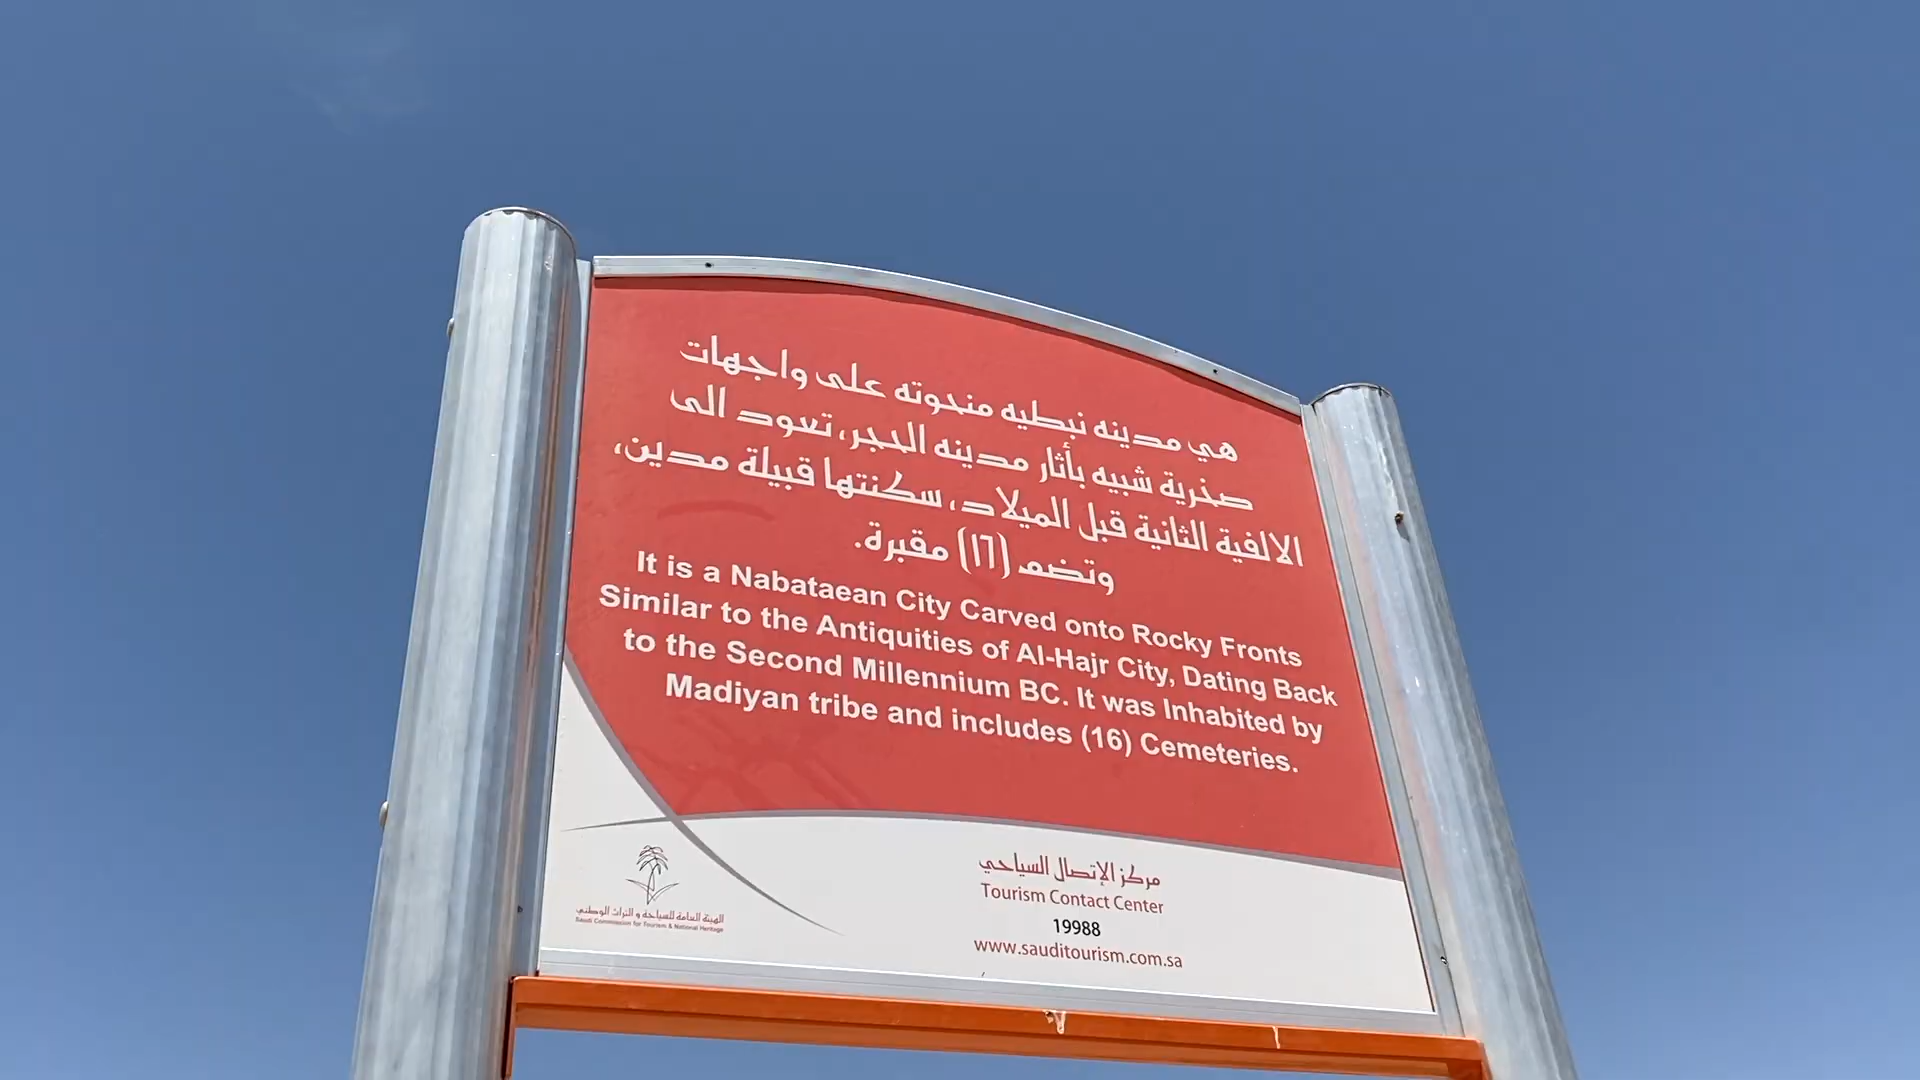 هي مدينه نبطيه منحوته على واجهات
صخرية شبيه بأثار مدينه الحجر، تعود الى
الالفية الثانية قبل الميلاد، سكنتها قبيلة مدين،
وتضم (١٦) مقبرة.
It is a Nabataean City Carved onto Rocky Fronts
Similar to the Antiquities of Al-Hajr City, Dating Back
to the Second Millennium BC. It was Inhabited by
Madiyan tribe and includes (16) Cemeteries.
مركز الإتصال السياحي
Tourism Contact Center
19988
www.sauditourism.com.sa
الهيئة العامة للسياحة و التراث الوطني
Saudi Commission for Tourism & National Heritage